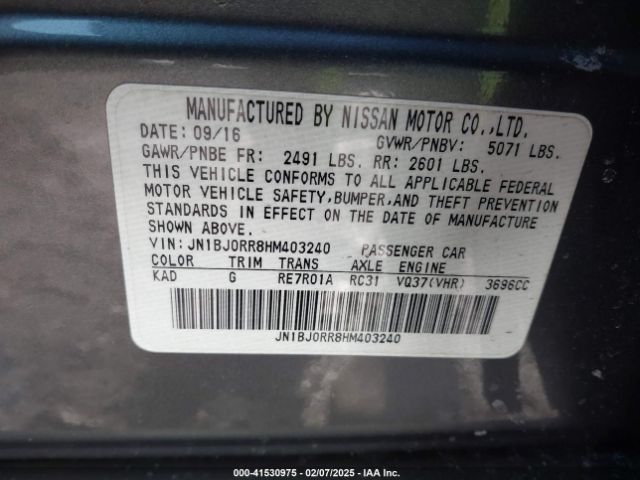 MANUFACTURED BY NISSAN MOTOR CO.,LTD.
DATE: 09/16 GVWR/PNBV: 5071 LBS.
GAWR/PNBE FR: 2491 LBS. RR: 2601 LBS.
THIS VEHICLE CONFORMS TO ALL APPLICABLE FEDERAL
MOTOR VEHICLE SAFETY,BUMPER,AND THEFT PREVENTION
STANDARDS IN EFFECT ON THE DATE OF MANUFACTURE
SHOWN ABOVE.
VIN: JN1BJ0RR8HM403240 PASSENGER CAR
COLOR TRIM TRANS AXLE ENGINE
KAD G RE7R01A RC31 VQ37(VHR) 3696CC
JN1BJ0RR8HM403240
000-41530975 - 02/07/2025 - IAA Inc.